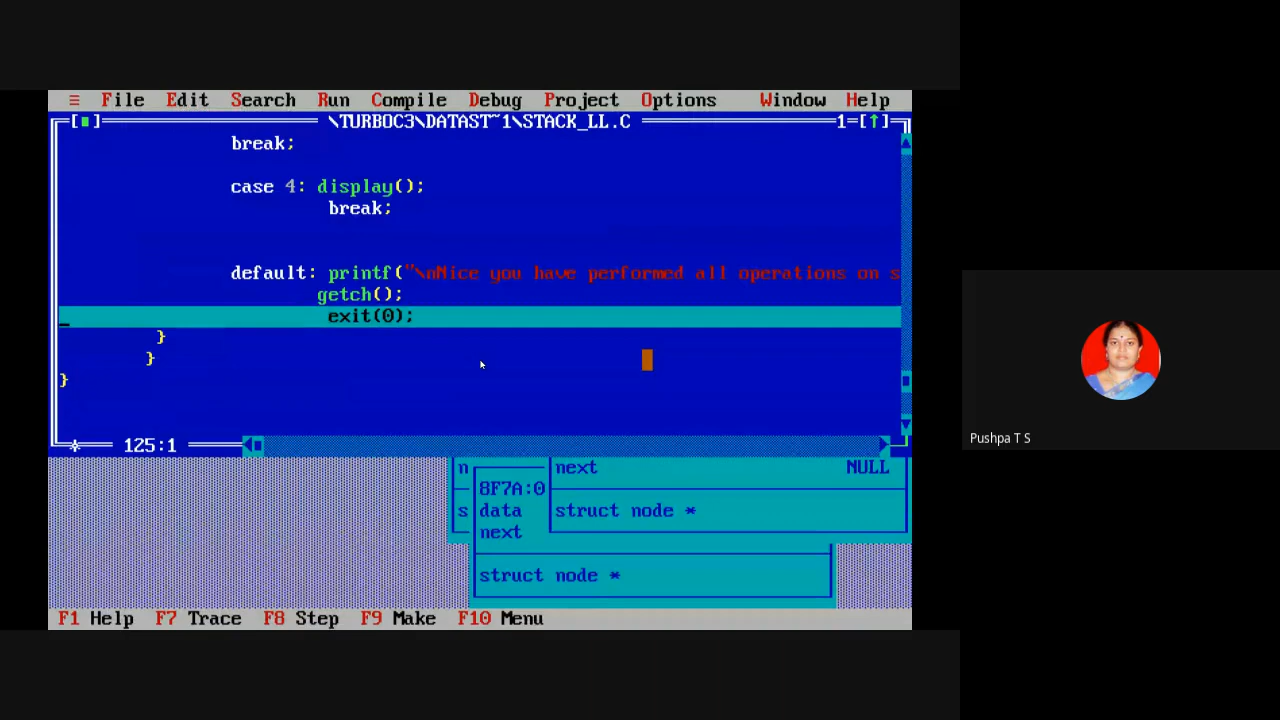 ≡ File Edit Search Run Compile Debug Project Options Window Help
[■] \TURBOC3\DATAST~1\STACK_LL.C 1=[↑]
break;
case 4: display();
break;
default: printf("\nNice you have performed all operations on s
getch();
exit(0);
}
}
}
125:1
n next NULL
8F7A:0
s data struct node *
next
struct node *
F1 Help F7 Trace F8 Step F9 Make F10 Menu
Pushpa T S